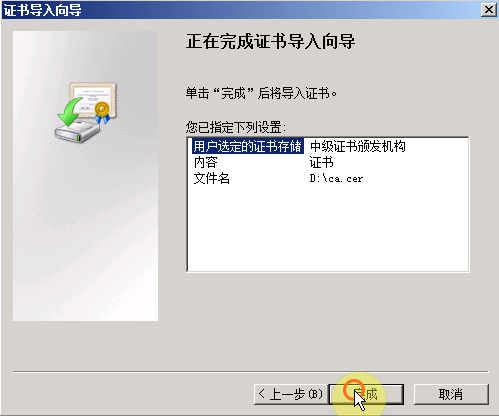 证书导入向导
正在完成证书导入向导
单击“完成”后将导入证书。
您已指定下列设置:
用户选定的证书存储 中级证书颁发机构
内容 证书
文件名 D:\ca.cer
< 上一步(B) 完成 取消